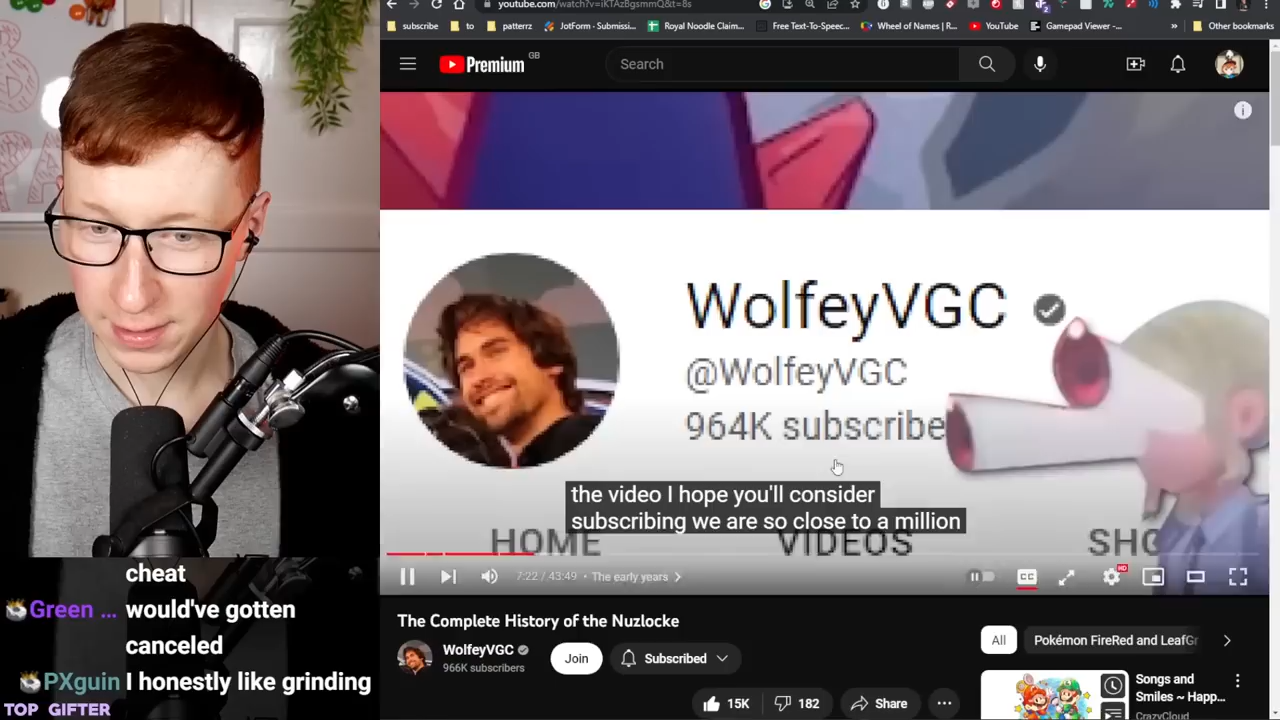 youtube.com/watch?v=iKTAzBgsmmQ&t=8s
subscribe
to
patterrz
JotForm - Submissi...
Royal Noodle Claim...
Free Text-To-Speec...
Wheel of Names | R...
YouTube
Gamepad Viewer -...
»
Other bookmarks
Premium GB
Search
WolfeyVGC
@WolfeyVGC
964K subscribe
the video I hope you'll consider
subscribing we are so close to a million
HOME VIDEOS SHO
7:22 / 43:49 • The early years
CC
HD
The Complete History of the Nuzlocke
WolfeyVGC
966K subscribers
Join
Subscribed
All
Pokémon FireRed and LeafGr
15K
182
Share
Songs and
Smiles ~ Happ...
CrazyCloud
cheat
Green ... would've gotten
canceled
PXguin I honestly like grinding
TOP GIFTER